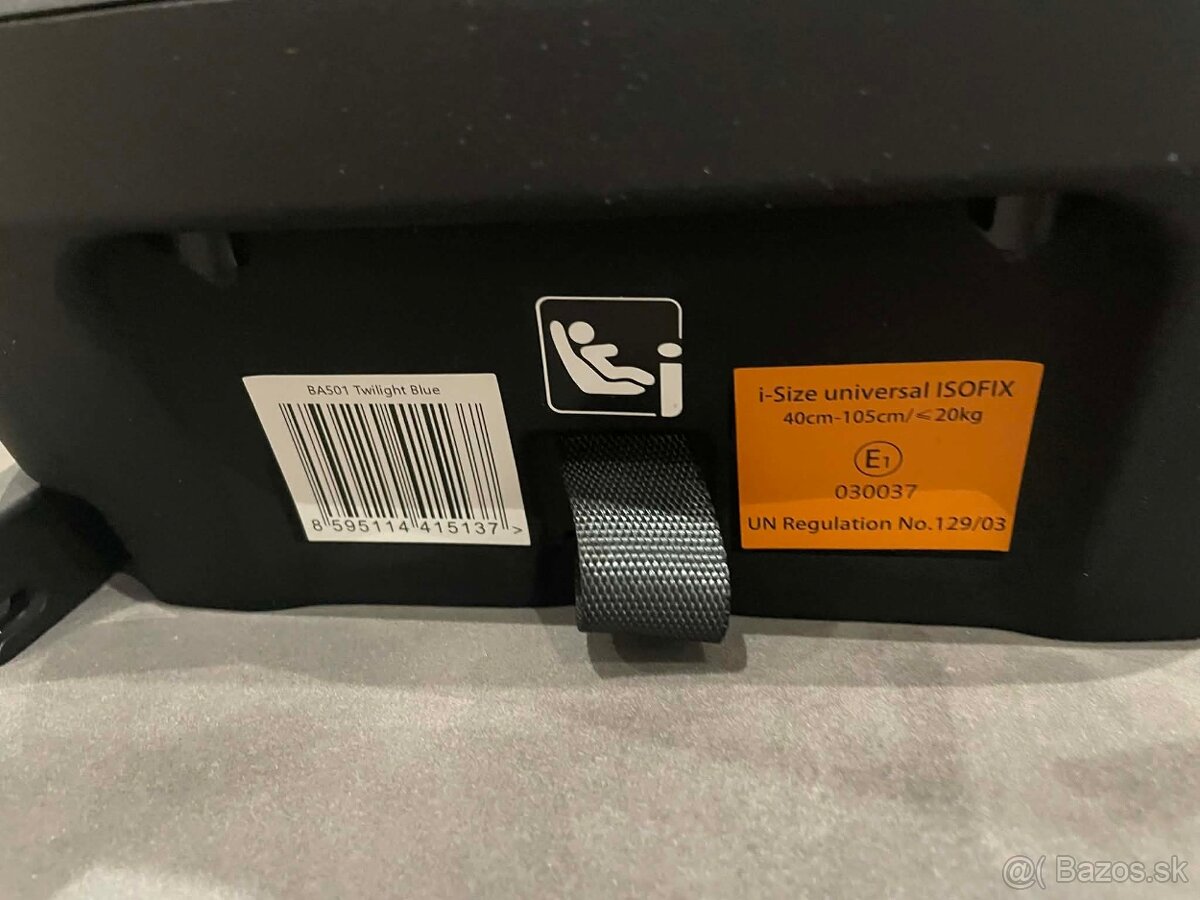 BA501 Twilight Blue
8 595114 415137 >
i-Size universal ISOFIX
40cm-105cm/≤20kg
E1
030037
UN Regulation No.129/03
@( Bazos.sk